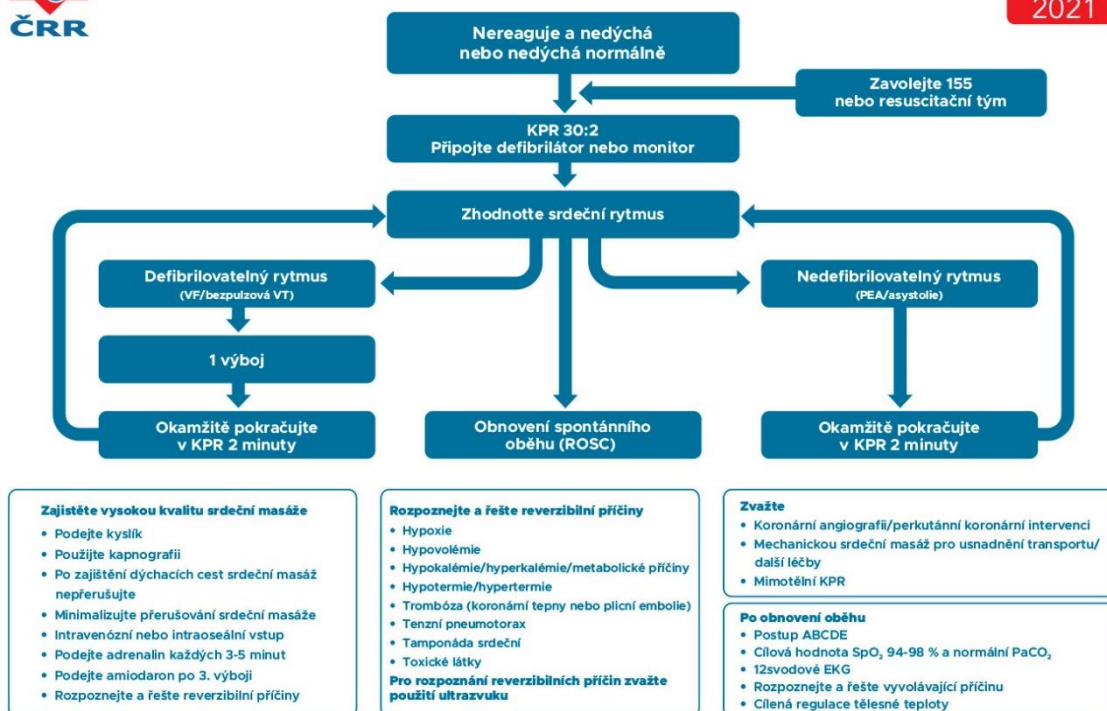 ČRR
2021
Nereaguje a nedýchá
nebo nedýchá normálně
Zavolejte 155
nebo resuscitační tým
KPR 30:2
Připojte defibrilátor nebo monitor
Zhodnoťte srdeční rytmus
Defibrilovatelný rytmus
(VF/bezpulzová VT)
Nedefibrilovatelný rytmus
(PEA/asystolie)
1 výboj
Okamžitě pokračujte
v KPR 2 minuty
Obnovení spontánního
oběhu (ROSC)
Okamžitě pokračujte
v KPR 2 minuty
Zajistěte vysokou kvalitu srdeční masáže
• Podejte kyslík
• Použijte kapnografii
• Po zajištění dýchacích cest srdeční masáž
nepřerušujte
• Minimalizujte přerušování srdeční masáže
• Intravenózní nebo intraoseální vstup
• Podejte adrenalin každých 3-5 minut
• Podejte amiodaron po 3. výboji
• Rozpoznejte a řešte reverzibilní příčiny
Rozpoznejte a řešte reverzibilní příčiny
• Hypoxie
• Hypovolémie
• Hypokalémie/hyperkalémie/metabolické příčiny
• Hypotermie/hypertermie
• Trombóza (koronární tepny nebo plicní embolie)
• Tenzní pneumotorax
• Tamponáda srdeční
• Toxické látky
Pro rozpoznání reverzibilních příčin zvažte
použití ultrazvuku
Zvažte
• Koronární angiografii/perkutánní koronární intervenci
• Mechanickou srdeční masáž pro usnadnění transportu/
další léčby
• Mimotělní KPR
Po obnovení oběhu
• Postup ABCDE
• Cílová hodnota SpO₂ 94-98 % a normální PaCO₂
• 12svodové EKG
• Rozpoznejte a řešte vyvolávající příčinu
• Cílená regulace tělesné teploty